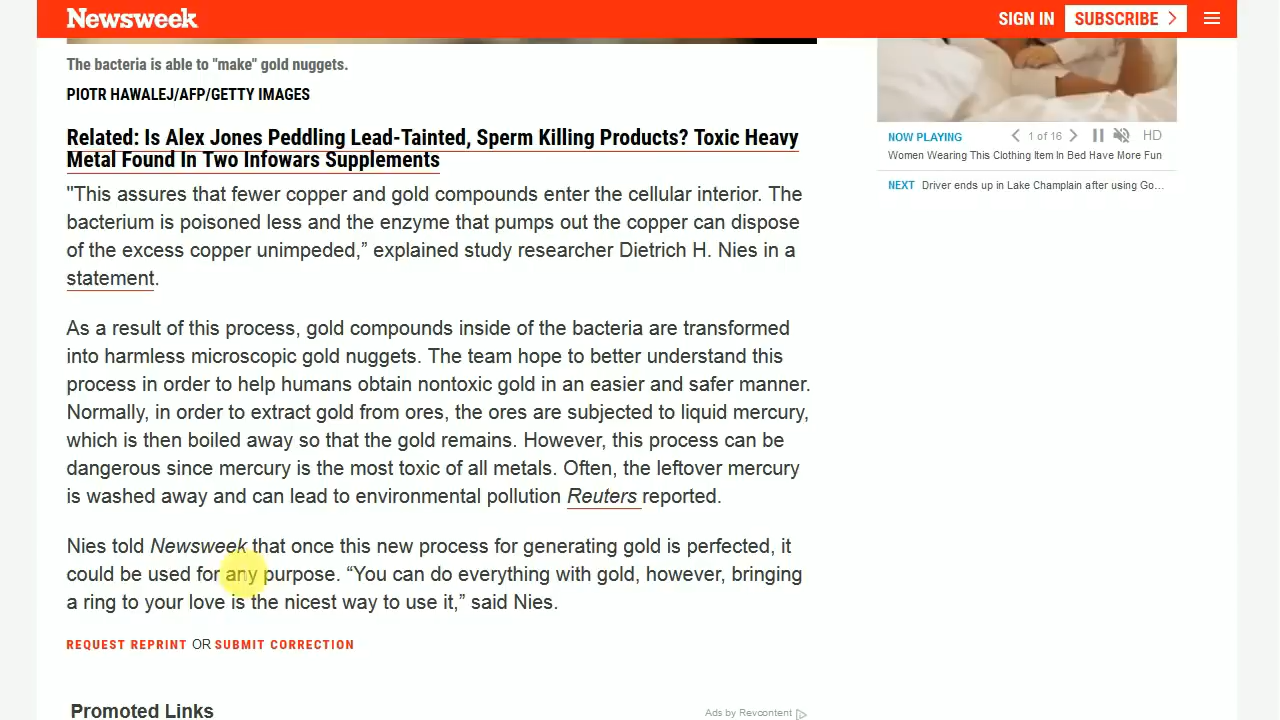 Newsweek
SIGN IN
SUBSCRIBE
The bacteria is able to "make" gold nuggets.
PIOTR HAWALEJ/AFP/GETTY IMAGES
Related: Is Alex Jones Peddling Lead-Tainted, Sperm Killing Products? Toxic Heavy
Metal Found In Two Infowars Supplements
"This assures that fewer copper and gold compounds enter the cellular interior. The
bacterium is poisoned less and the enzyme that pumps out the copper can dispose
of the excess copper unimpeded,” explained study researcher Dietrich H. Nies in a
statement.
As a result of this process, gold compounds inside of the bacteria are transformed
into harmless microscopic gold nuggets. The team hope to better understand this
process in order to help humans obtain nontoxic gold in an easier and safer manner.
Normally, in order to extract gold from ores, the ores are subjected to liquid mercury,
which is then boiled away so that the gold remains. However, this process can be
dangerous since mercury is the most toxic of all metals. Often, the leftover mercury
is washed away and can lead to environmental pollution Reuters reported.
Nies told Newsweek that once this new process for generating gold is perfected, it
could be used for any purpose. “You can do everything with gold, however, bringing
a ring to your love is the nicest way to use it,” said Nies.
REQUEST REPRINT OR SUBMIT CORRECTION
Promoted Links
Ads by Revcontent
NOW PLAYING
1 of 16
HD
Women Wearing This Clothing Item In Bed Have More Fun
NEXT Driver ends up in Lake Champlain after using Go...